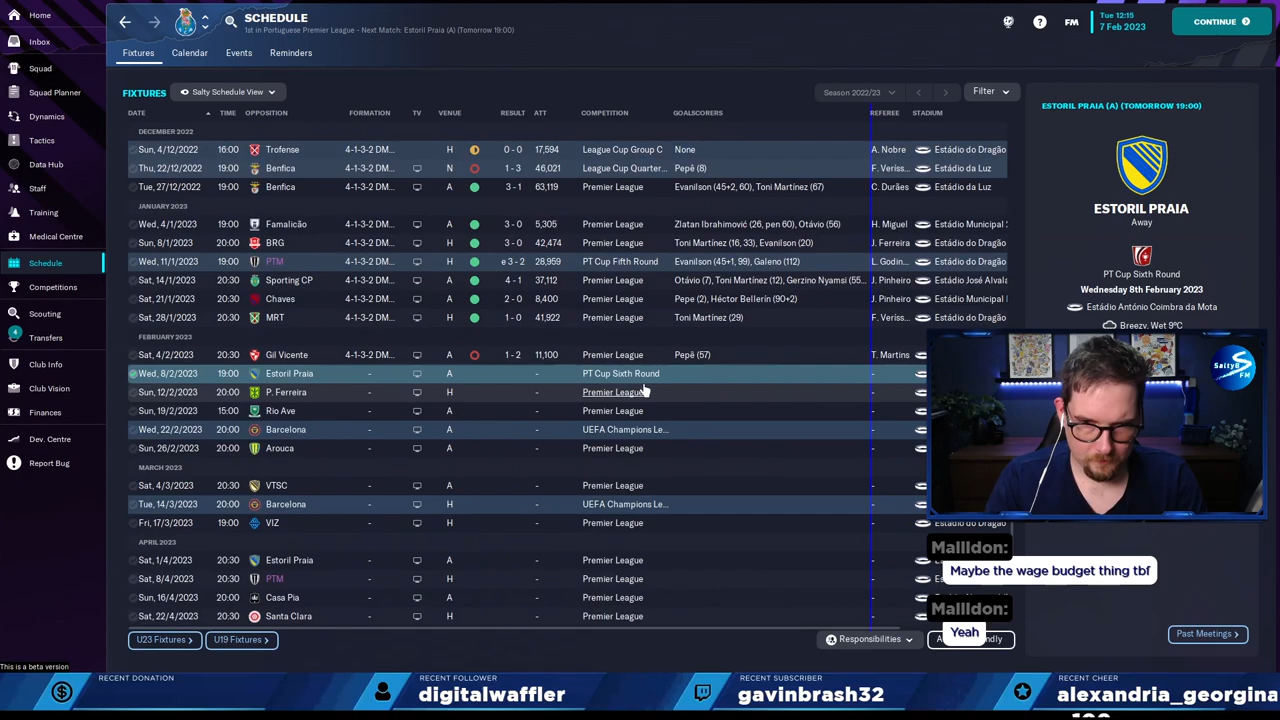 Home
Inbox
Squad
Squad Planner
Dynamics
Tactics
Data Hub
Staff
Training
Medical Centre
Schedule
Competitions
Scouting
4
Transfers
Club Info
Club Vision
Finances
Dev. Centre
Report Bug
This is a beta version
SCHEDULE
1st in Portuguese Premier League - Next Match: Estoril Praia (A) (Tomorrow 19:00)
FM
Tue 12:15
7 Feb 2023
CONTINUE
Fixtures Calendar Events Reminders
FIXTURES Salty Schedule View Season 2022/23 Filter
DATE TIME OPPOSITION FORMATION TV VENUE RESULT ATT COMPETITION GOALSCORERS REFEREE STADIUM
DECEMBER 2022
Sun, 4/12/2022 16:00 Trofense 4-1-3-2 DM... H 0 - 0 17,594 League Cup Group C None A. Nobre Estádio do Dragão
Thu, 22/12/2022 19:00 Benfica 4-1-3-2 DM... N 1 - 3 46,021 League Cup Quarter... Pepê (8) F. Veríss... Estádio da Luz
Tue, 27/12/2022 19:00 Benfica 4-1-3-2 DM... A 3 - 1 63,119 Premier League Evanilson (45+2, 60), Toni Martínez (67) C. Durães Estádio da Luz
JANUARY 2023
Wed, 4/1/2023 19:00 Famalicão 4-1-3-2 DM... A 3 - 0 5,305 Premier League Zlatan Ibrahimović (26, pen 60), Otávio (56) H. Miguel Estádio Municipal
Sun, 8/1/2023 20:00 BRG 4-1-3-2 DM... H 3 - 0 42,474 Premier League Toni Martínez (16, 33), Evanilson (20) J. Ferreira Estádio do Dragão
Wed, 11/1/2023 19:00 PTM 4-1-3-2 DM... H e 3 - 2 28,959 PT Cup Fifth Round Evanilson (45+1, 99), Galeno (112) L. Godin... Estádio do Dragão
Sat, 14/1/2023 20:30 Sporting CP 4-1-3-2 DM... A 4 - 1 37,112 Premier League Otávio (7), Toni Martínez (12), Gerzino Nyamsi (55... J. Pinheiro Estádio José Alvala
Sat, 21/1/2023 20:30 Chaves 4-1-3-2 DM... A 2 - 0 8,400 Premier League Pepe (2), Héctor Bellerín (90+2) J. Pinheiro Estádio Municipal
Sat, 28/1/2023 20:30 MRT 4-1-3-2 DM... H 1 - 0 41,922 Premier League Toni Martínez (29) F. Veríss... Estádio do Dragão
FEBRUARY 2023
Sat, 4/2/2023 20:30 Gil Vicente 4-1-3-2 DM... A 1 - 2 11,100 Premier League Pepê (57) T. Martins
Wed, 8/2/2023 19:00 Estoril Praia - A - PT Cup Sixth Round -
Sun, 12/2/2023 20:00 P. Ferreira - H - Premier League -
Sun, 19/2/2023 15:00 Rio Ave - A - Premier League -
Wed, 22/2/2023 20:00 Barcelona - A - UEFA Champions Le... -
Sun, 26/2/2023 20:00 Arouca - A - Premier League -
MARCH 2023
Sat, 4/3/2023 20:30 VTSC - A - Premier League -
Tue, 14/3/2023 20:00 Barcelona - H - UEFA Champions Le... -
Fri, 17/3/2023 19:00 VIZ - H - Premier League - Estádio do Dragão
APRIL 2023
Sat, 1/4/2023 20:30 Estoril Praia - A - Premier League -
Sat, 8/4/2023 20:30 PTM - H - Premier League -
Sun, 16/4/2023 20:00 Casa Pia - A - Premier League -
Sat, 22/4/2023 20:30 Santa Clara - H - Premier League -
U23 Fixtures U19 Fixtures Responsibilities
ESTORIL PRAIA (A) (TOMORROW 19:00)
ESTORIL PRAIA
Away
PT Cup Sixth Round
Wednesday 8th February 2023
Estádio António Coimbra da Mota
Breezy, Wet 9°C
SaltyS
FM
Mallldon:
Maybe the wage budget thing tbf
Mallldon:
Yeah
Past Meetings
RECENT DONATION
RECENT FOLLOWER
digitalwaffler
RECENT SUBSCRIBER
gavinbrash32
RECENT CHEER
alexandria_georgina